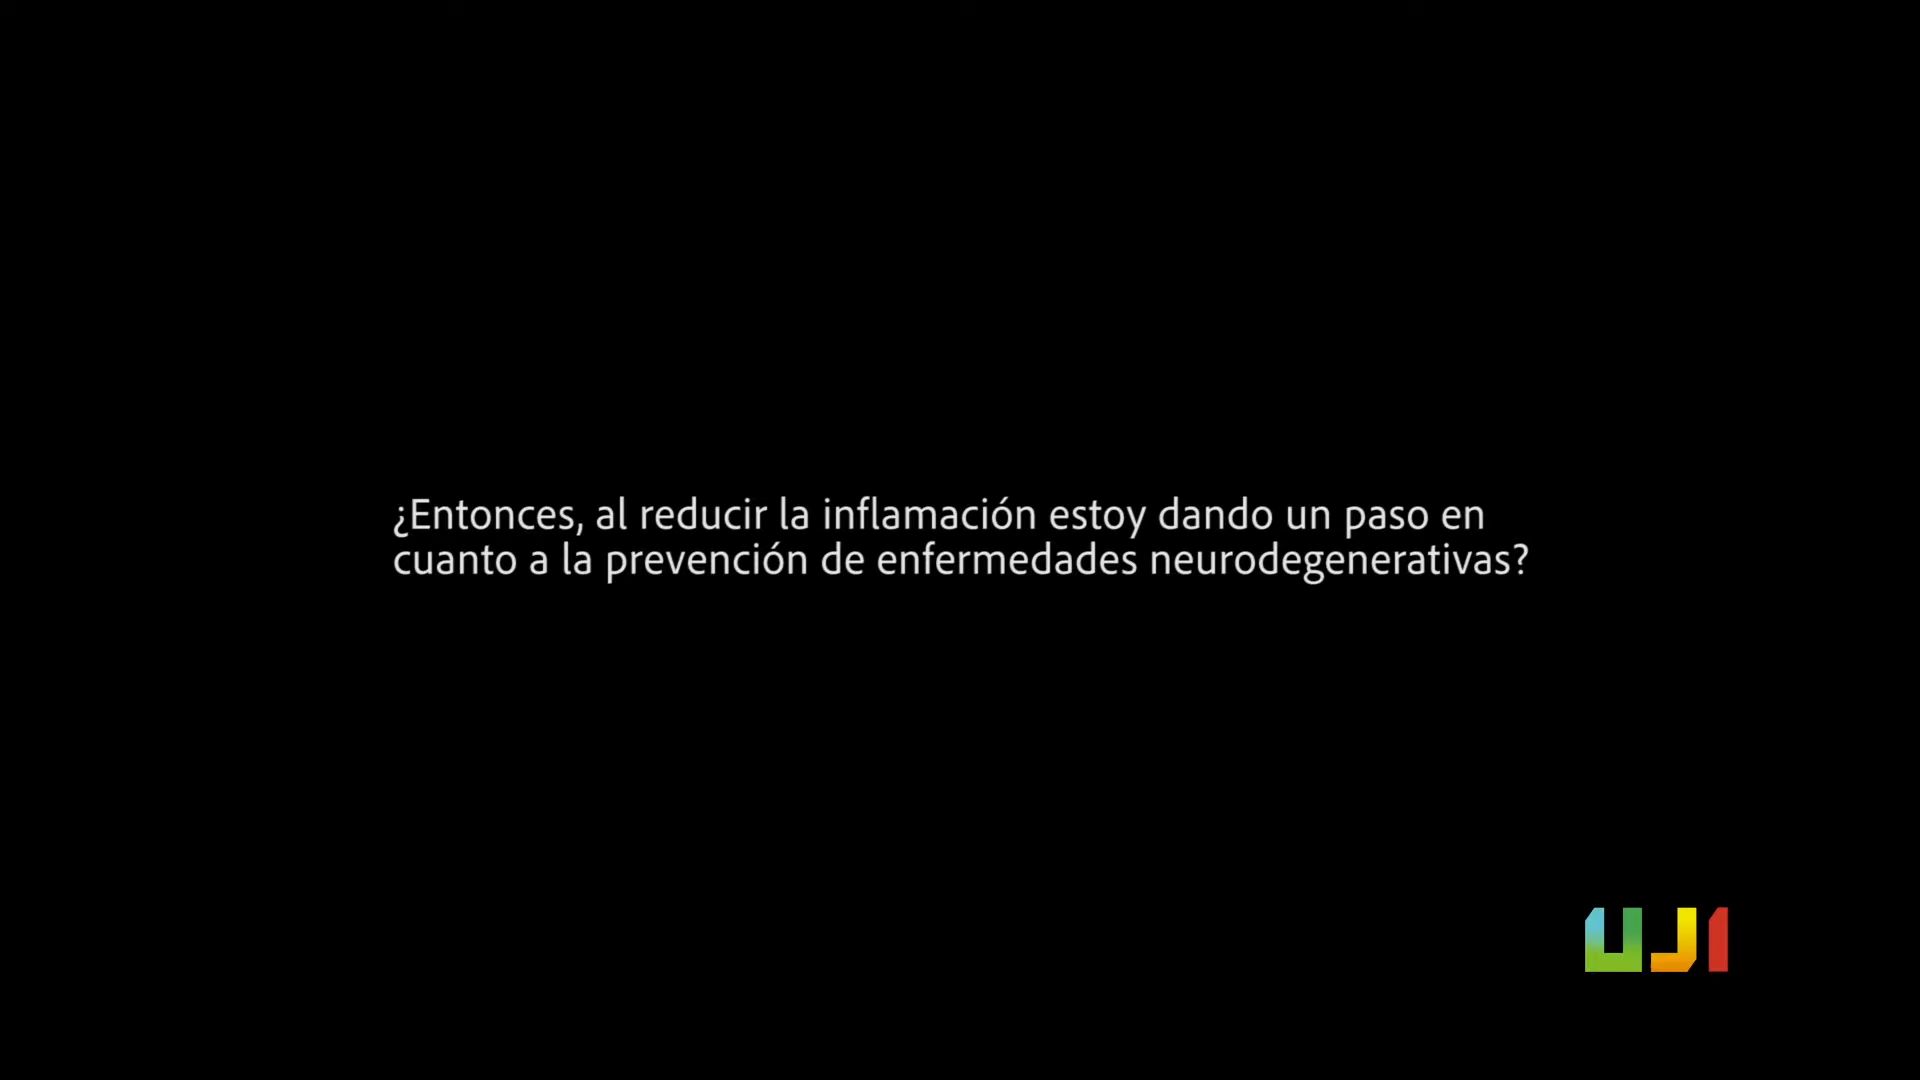 ¿Entonces, al reducir la inflamación estoy dando un paso en
cuanto a la prevención de enfermedades neurodegenerativas?
UJI